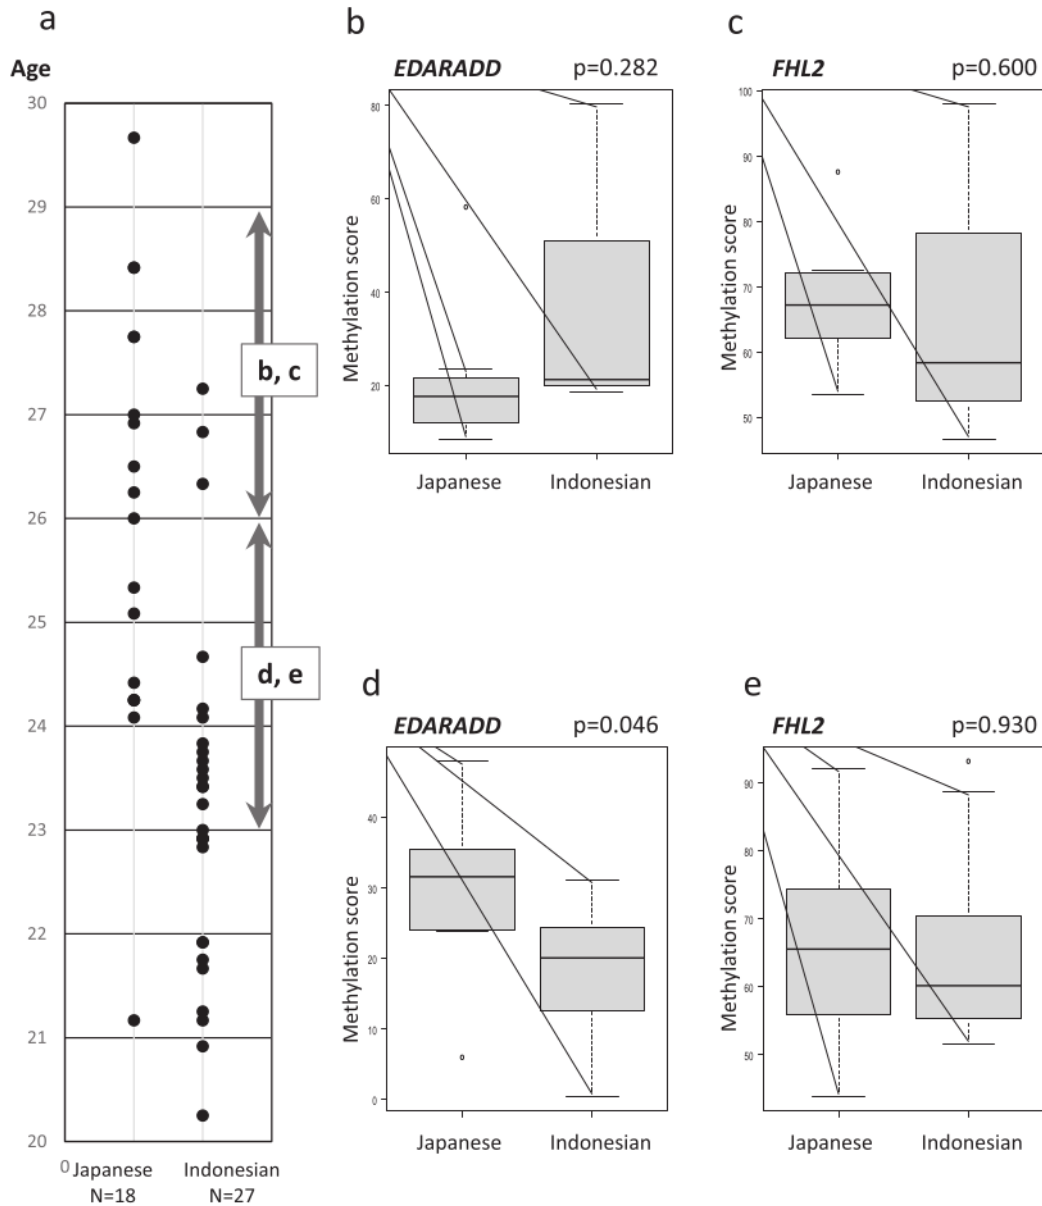 a
Age
30
29
28
27
26
25
24
23
22
21
20
0
Japanese
N=18
Indonesian
N=27
b, c
d, e
b
EDARADD p=0.282
Methylation score
80
60
40
20
Japanese Indonesian
c
FHL2 p=0.600
Methylation score
100
90
80
70
60
50
Japanese Indonesian
d
EDARADD p=0.046
Methylation score
40
30
20
10
0
Japanese Indonesian
e
FHL2 p=0.930
Methylation score
90
80
70
60
50
Japanese Indonesian